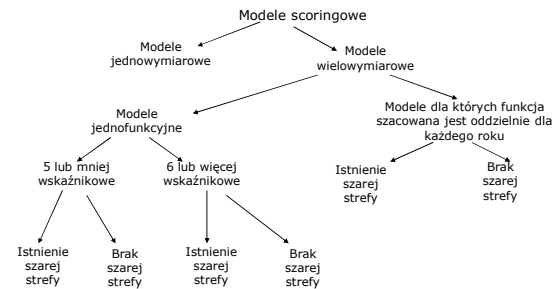 Modele scoringowe
Modele
jednowymiarowe
Modele
wielowymiarowe
Modele
jednofunkcyjne
Modele dla których funkcja
szacowana jest oddzielnie dla
każdego roku
5 lub mniej
wskaźnikowe
6 lub więcej
wskaźnikowe
Istnienie
szarej
strefy
Brak
szarej
strefy
Istnienie
szarej
strefy
Brak
szarej
strefy
Istnienie
szarej
strefy
Brak
szarej
strefy